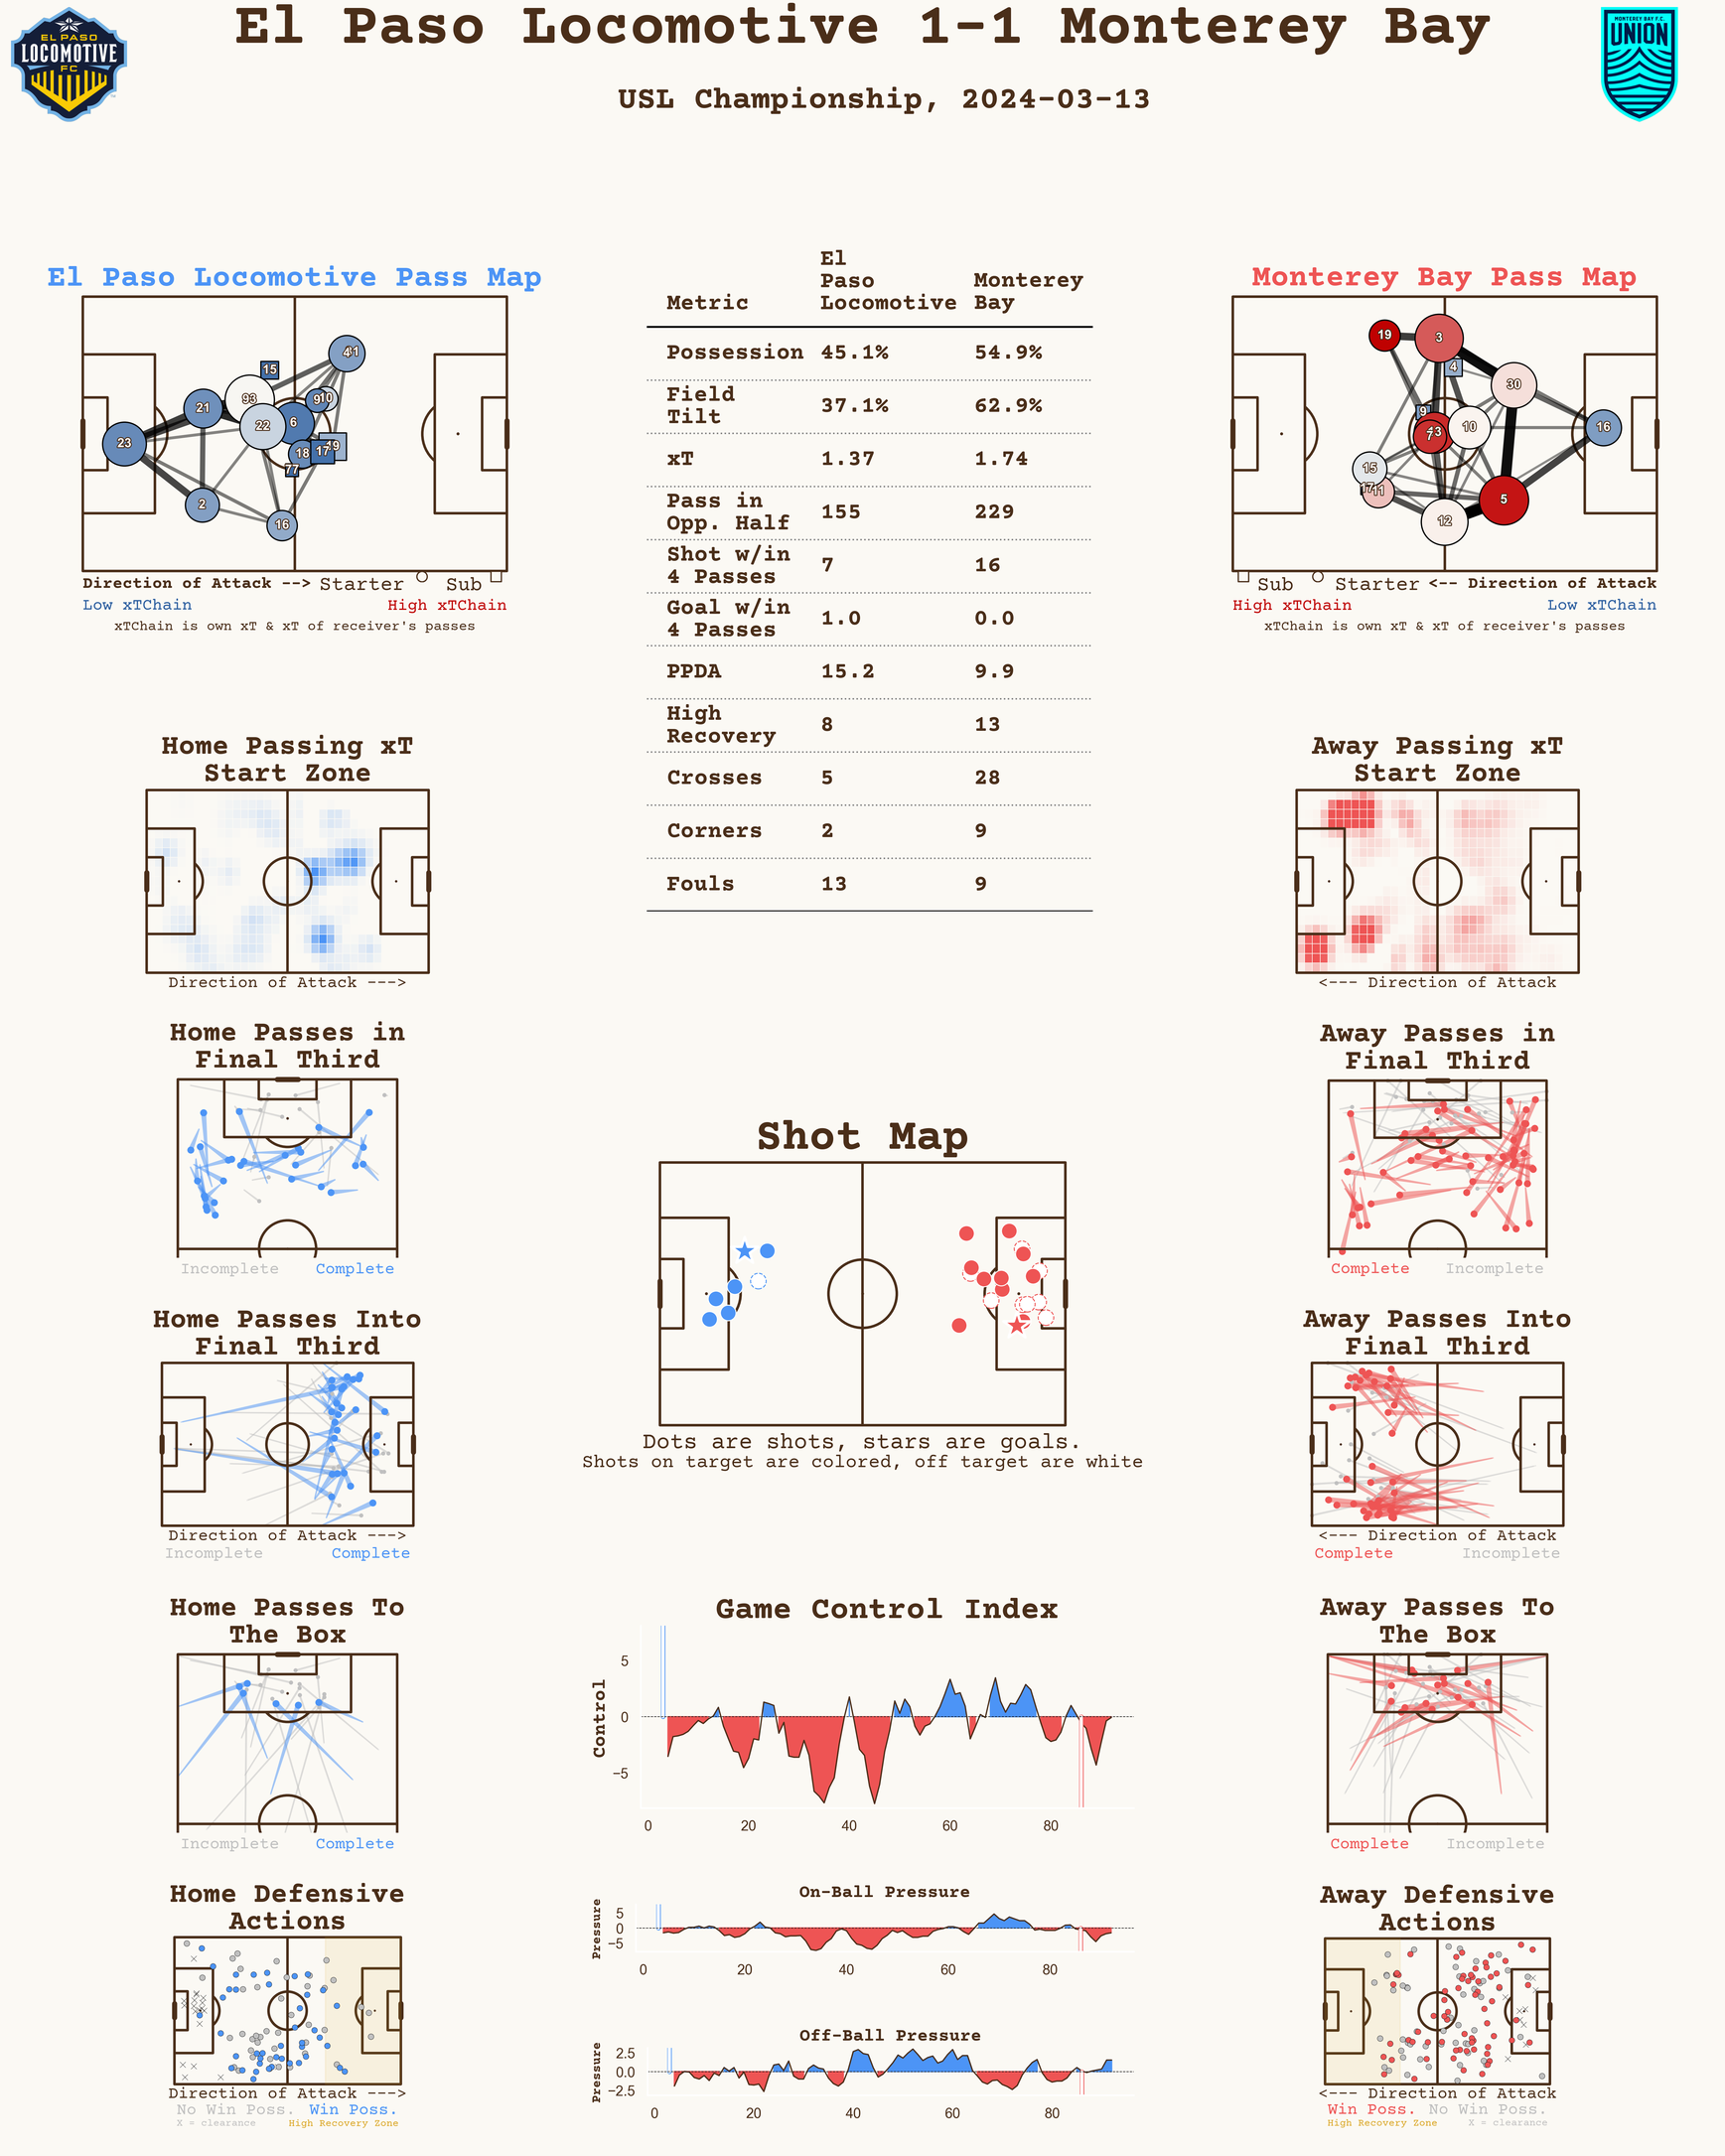 El Paso Locomotive 1-1 Monterey Bay
USL Championship, 2024-03-13
EL PASO
LOCOMOTIVE
FC
MONTEREY BAY F.C.
UNION
El Paso Locomotive Pass Map
41
15
93
9
10
21
22
6
23
18
17
19
77
2
16
Direction of Attack --> Starter Sub
Low xTChain High xTChain
xTChain is own xT & xT of receiver's passes
Metric El Paso Locomotive Monterey Bay
Possession 45.1% 54.9%
Field Tilt 37.1% 62.9%
xT 1.37 1.74
Pass in Opp. Half 155 229
Shot w/in 4 Passes 7 16
Goal w/in 4 Passes 1.0 0.0
PPDA 15.2 9.9
High Recovery 8 13
Crosses 5 28
Corners 2 9
Fouls 13 9
Monterey Bay Pass Map
19
3
4
30
9
7
10
16
15
17
11
5
12
Sub Starter <-- Direction of Attack
High xTChain Low xTChain
xTChain is own xT & xT of receiver's passes
Home Passing xT
Start Zone
Direction of Attack --->
Away Passing xT
Start Zone
<--- Direction of Attack
Home Passes in
Final Third
Incomplete Complete
Away Passes in
Final Third
Complete Incomplete
Shot Map
Dots are shots, stars are goals.
Shots on target are colored, off target are white
Home Passes Into
Final Third
Direction of Attack --->
Incomplete Complete
Away Passes Into
Final Third
<--- Direction of Attack
Complete Incomplete
Home Passes To
The Box
Incomplete Complete
Game Control Index
Control
5
0
−5
0 20 40 60 80
Away Passes To
The Box
Complete Incomplete
Home Defensive
Actions
Direction of Attack --->
No Win Poss. Win Poss.
X = clearance High Recovery Zone
On-Ball Pressure
Pressure
5
0
−5
0 20 40 60 80
Off-Ball Pressure
Pressure
2.5
0.0
−2.5
0 20 40 60 80
Away Defensive
Actions
<--- Direction of Attack
Win Poss. No Win Poss.
High Recovery Zone X = clearance